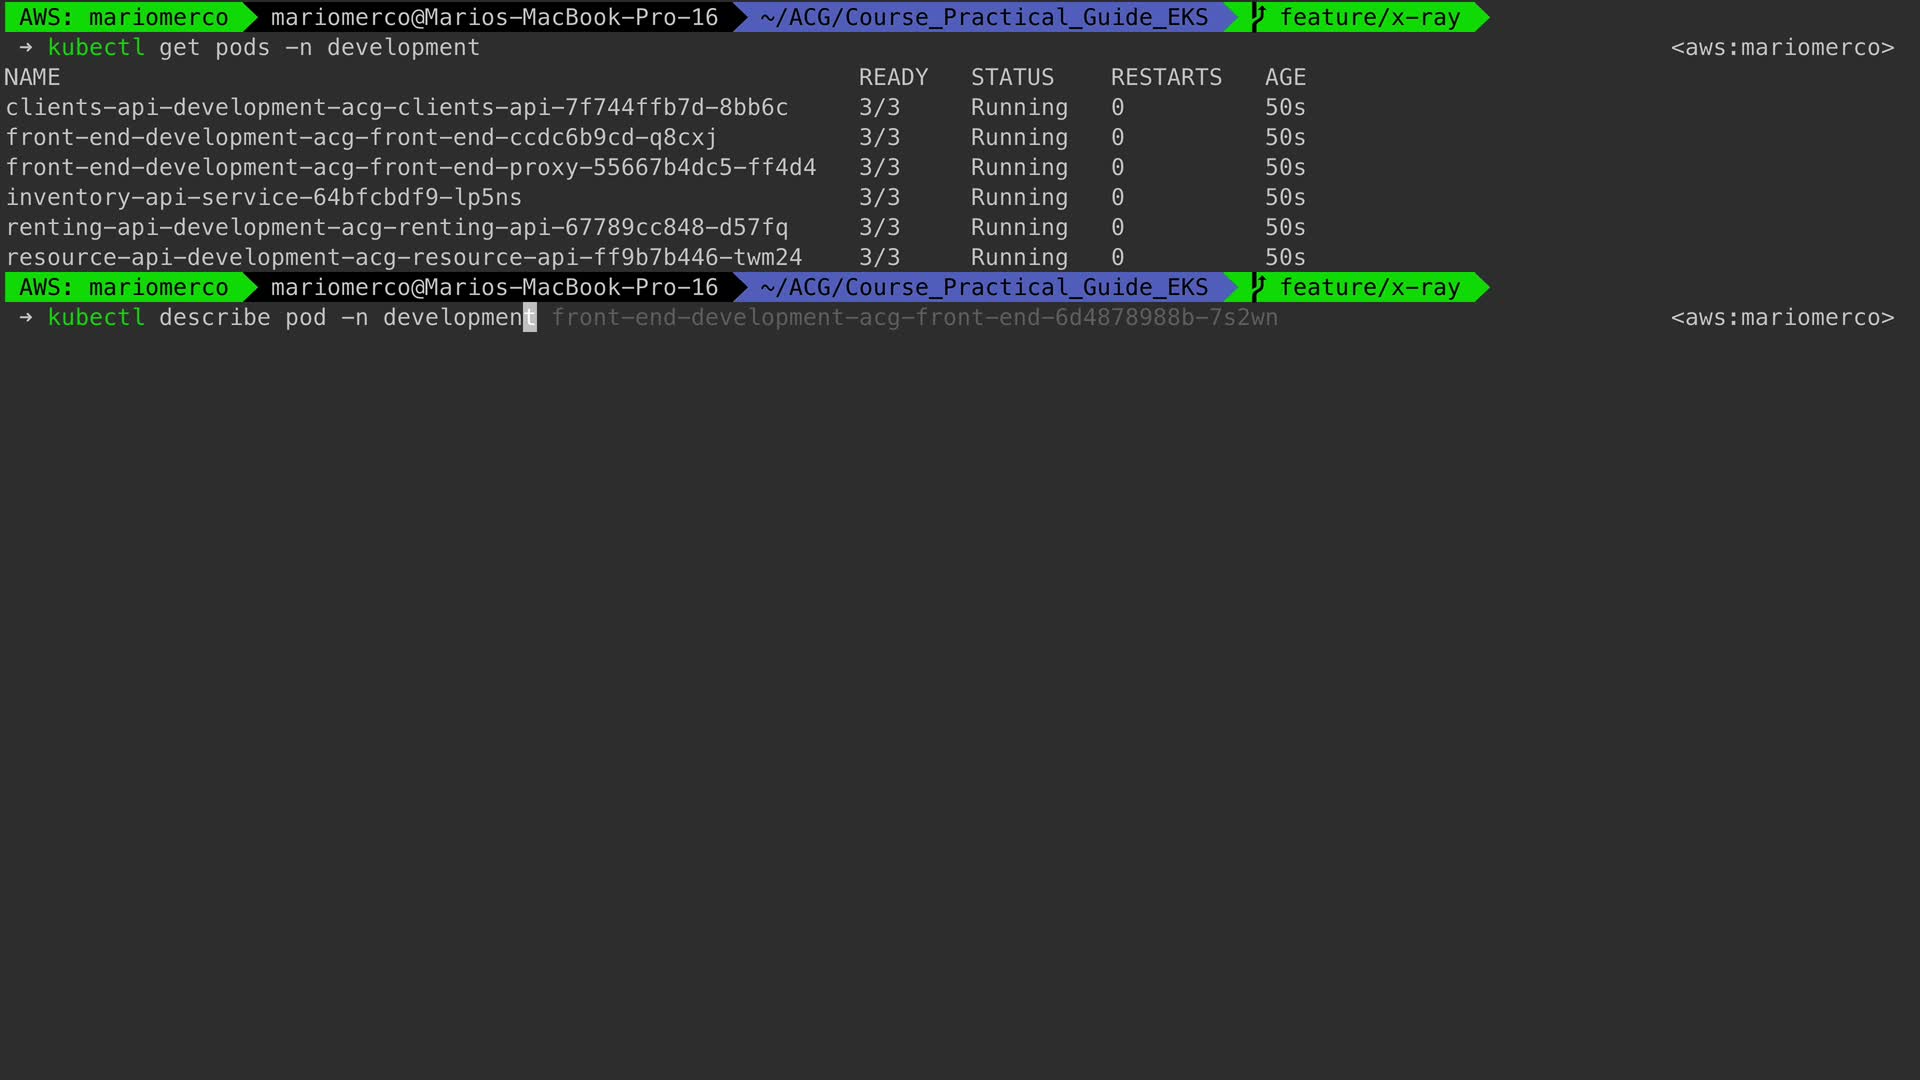 AWS: mariomerco mariomerco@Marios-MacBook-Pro-16 ~/ACG/Course_Practical_Guide_EKS feature/x-ray
→ kubectl get pods -n development <aws:mariomerco>
NAME READY STATUS RESTARTS AGE
clients-api-development-acg-clients-api-7f744ffb7d-8bb6c 3/3 Running 0 50s
front-end-development-acg-front-end-ccdc6b9cd-q8cxj 3/3 Running 0 50s
front-end-development-acg-front-end-proxy-55667b4dc5-ff4d4 3/3 Running 0 50s
inventory-api-service-64bfcbdf9-lp5ns 3/3 Running 0 50s
renting-api-development-acg-renting-api-67789cc848-d57fq 3/3 Running 0 50s
resource-api-development-acg-resource-api-ff9b7b446-twm24 3/3 Running 0 50s
AWS: mariomerco mariomerco@Marios-MacBook-Pro-16 ~/ACG/Course_Practical_Guide_EKS feature/x-ray
→ kubectl describe pod -n development front-end-development-acg-front-end-6d4878988b-7s2wn <aws:mariomerco>